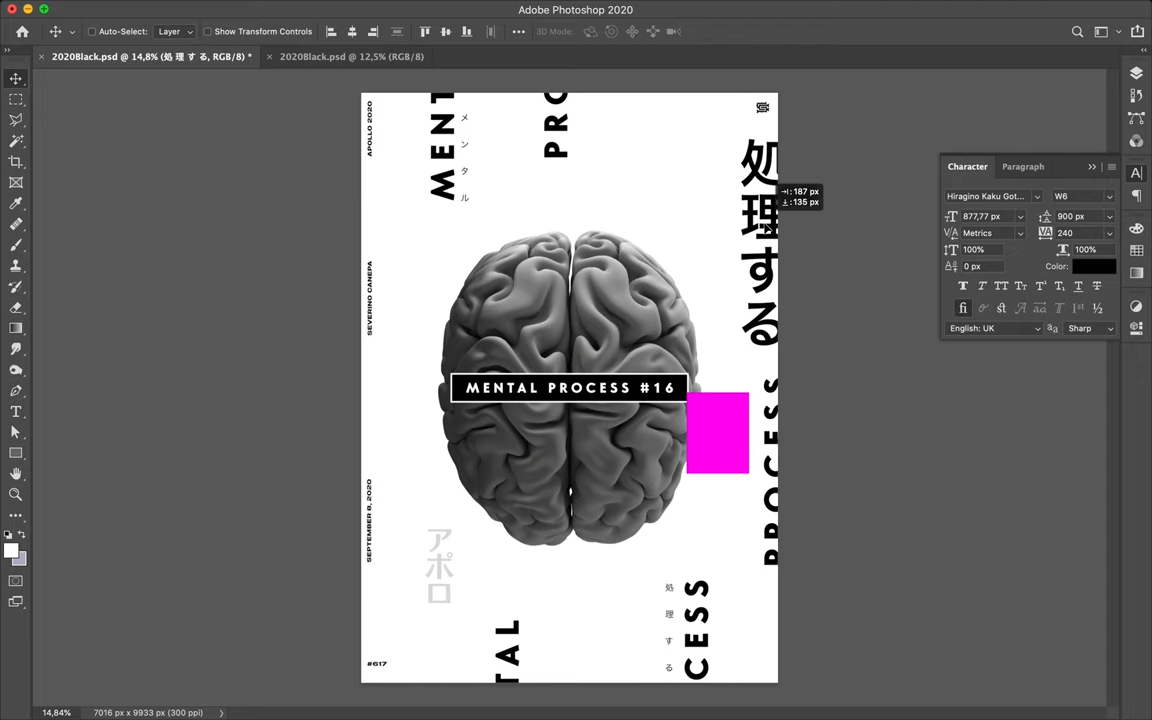 Adobe Photoshop 2020
Auto-Select:
Layer
Show Transform Controls
3D Mode:
2020Black.psd @ 14,8% (処 理 す る, RGB/8) *
2020Black.psd @ 12,5% (RGB/8)
APOLLO 2020
MENT
メンタル
PRO
処理する
187 px
135 px
Character
Paragraph
Hiragino Kaku Got...
W6
877,77 px
900 px
Metrics
240
100%
100%
0 px
Color:
English: UK
Sharp
SEVERINO CANEPA
MENTAL PROCESS #16
PROCESS
SEPTEMBER 8, 2020
アポロ
処理する
CESS
TAL
#617
14,84%
7016 px x 9933 px (300 ppi)